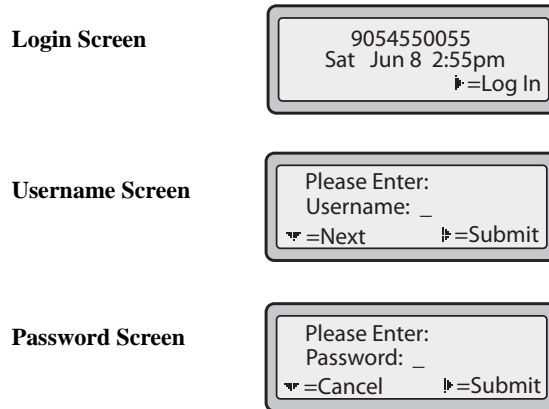 Login Screen
9054550055
Sat Jun 8 2:55pm
=Log In
Username Screen
Please Enter:
Username: _
=Next =Submit
Password Screen
Please Enter:
Password: _
=Cancel =Submit